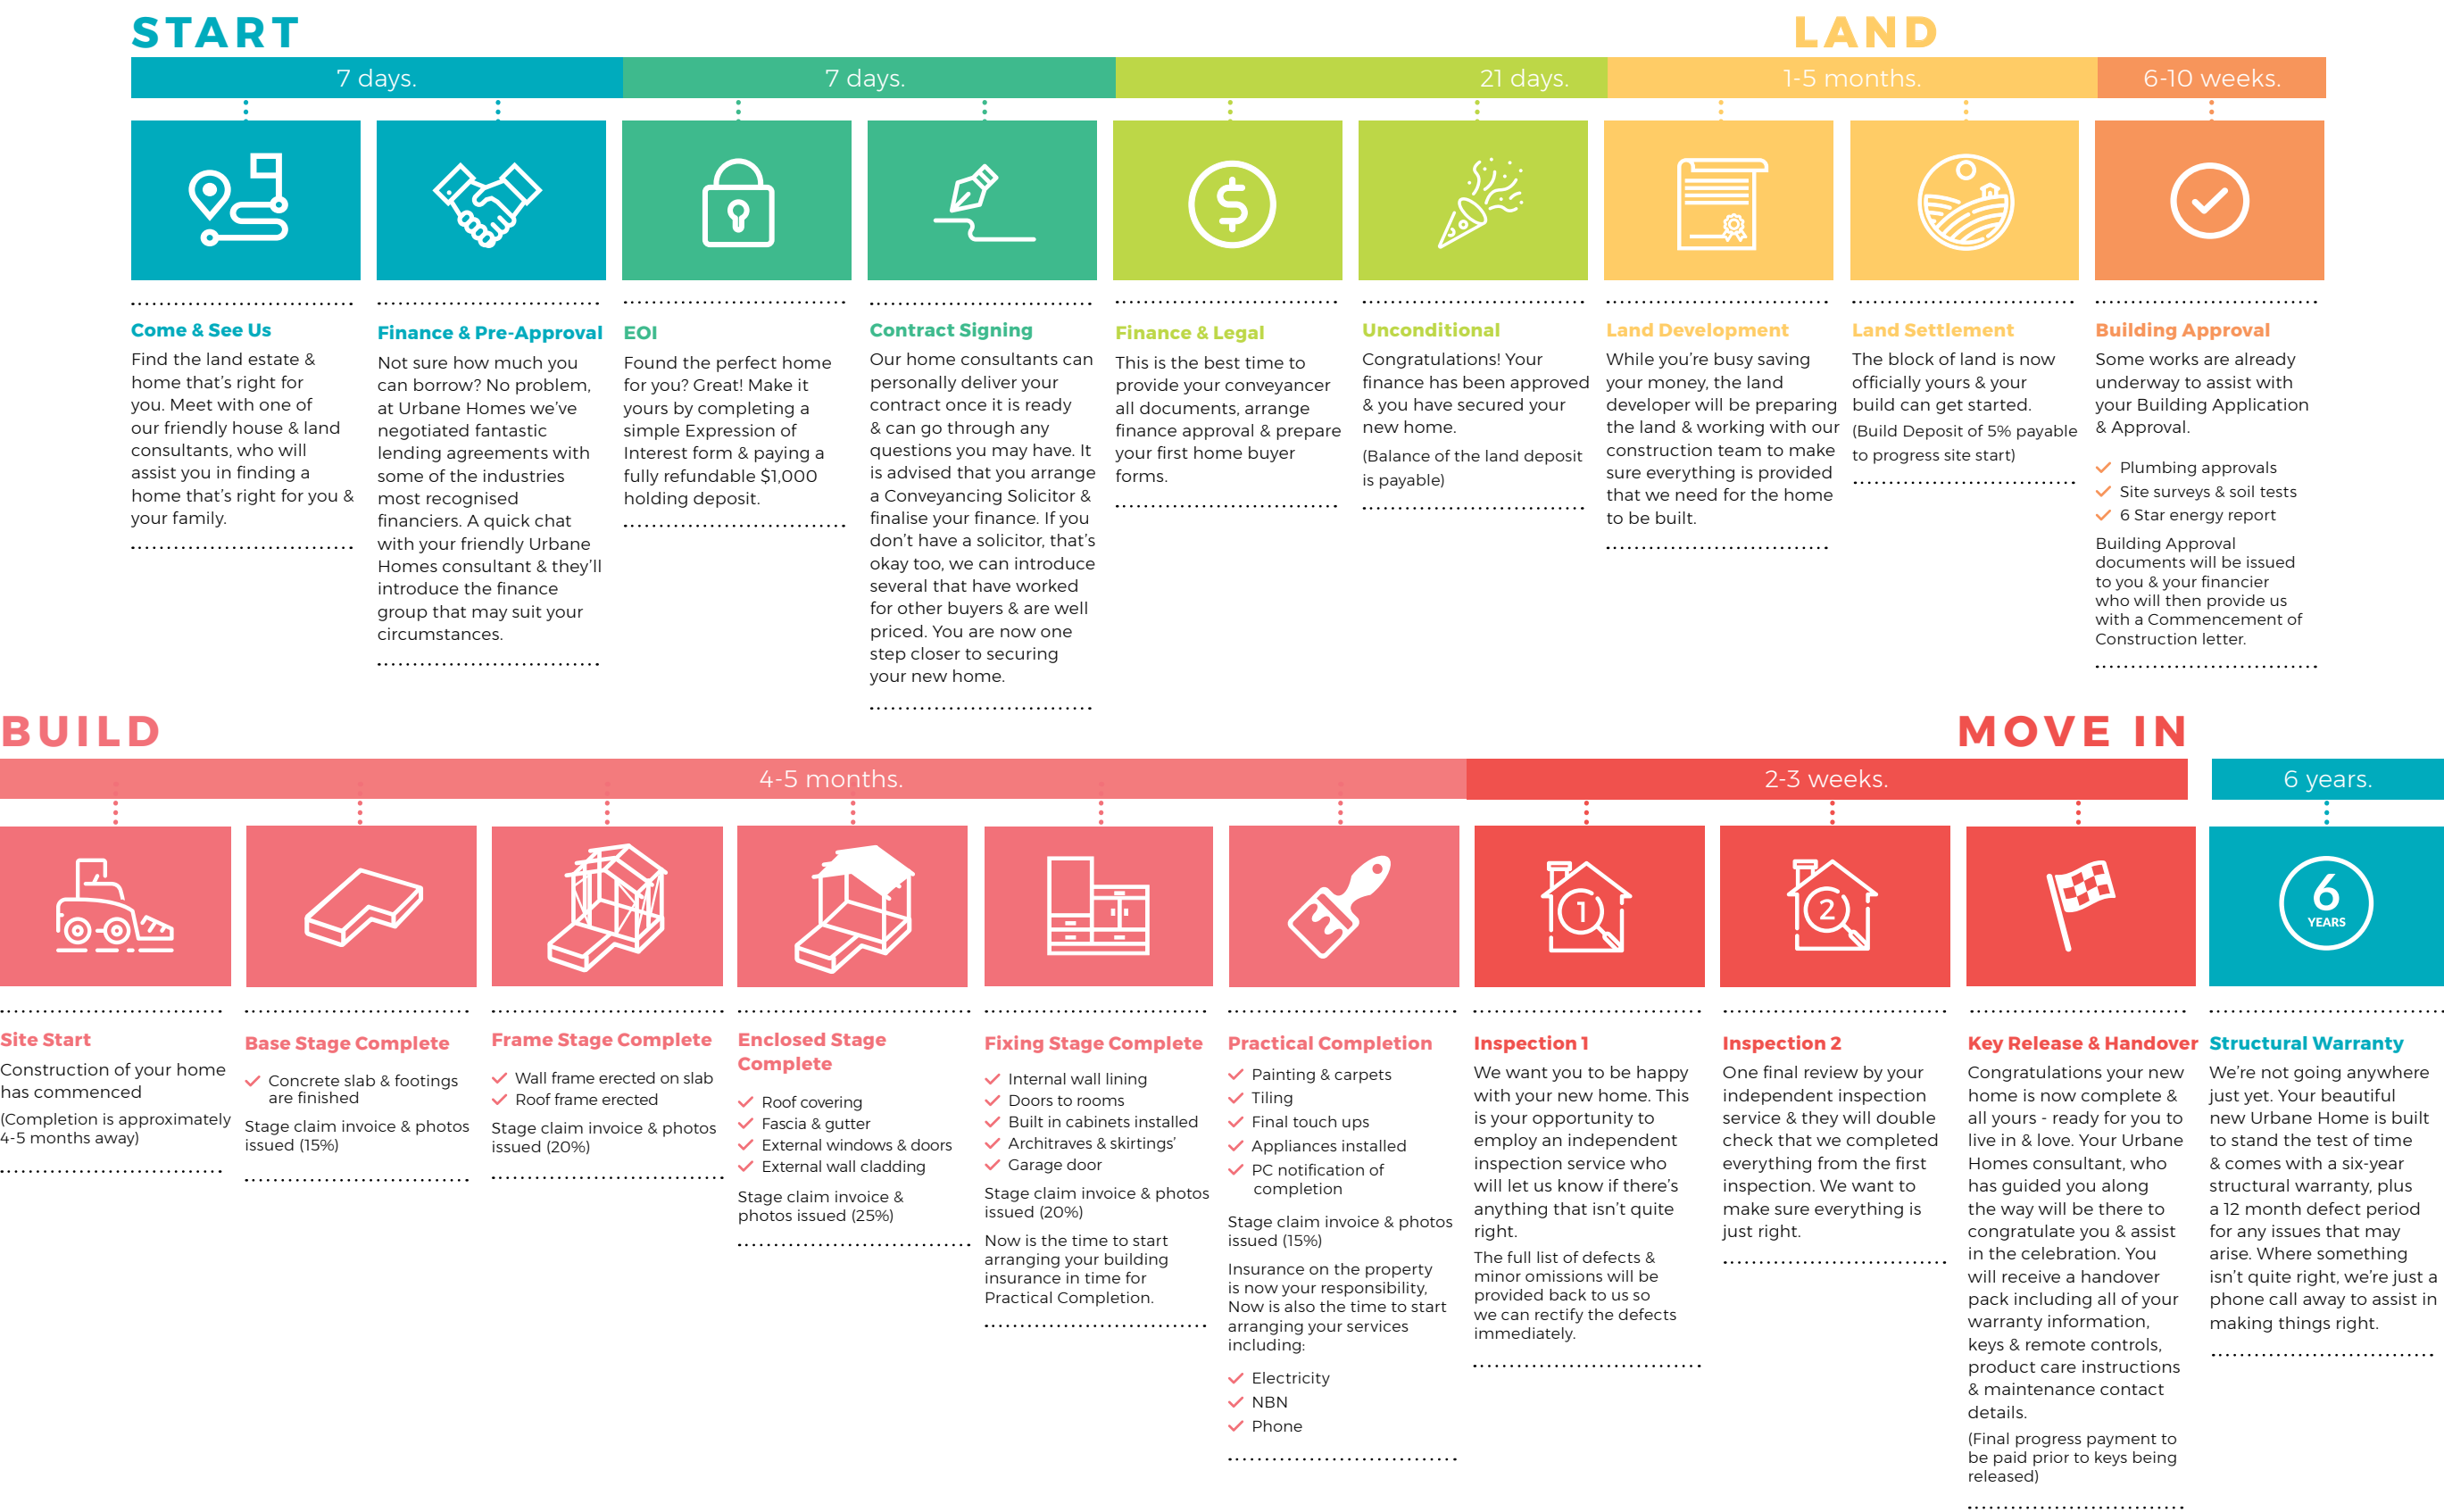 START
LAND
7 days.
7 days.
21 days.
1-5 months.
6-10 weeks.
Come & See Us
Find the land estate &
home that's right for
you. Meet with one of
our friendly house & land
consultants, who will
assist you in finding a
home that's right for you &
your family.
Finance & Pre-Approval
Not sure how much you
can borrow? No problem,
at Urbane Homes we've
negotiated fantastic
lending agreements with
some of the industries
most recognised
financiers. A quick chat
with your friendly Urbane
Homes consultant & they'll
introduce the finance
group that may suit your
circumstances.
EOI
Found the perfect home
for you? Great! Make it
yours by completing a
simple Expression of
Interest form & paying a
fully refundable $1,000
holding deposit.
Contract Signing
Our home consultants can
personally deliver your
contract once it is ready
& can go through any
questions you may have. It
is advised that you arrange
a Conveyancing Solicitor &
finalise your finance. If you
don't have a solicitor, that's
okay too, we can introduce
several that have worked
for other buyers & are well
priced. You are now one
step closer to securing
your new home.
Finance & Legal
This is the best time to
provide your conveyancer
all documents, arrange
finance approval & prepare
your first home buyer
forms.
Unconditional
Congratulations! Your
finance has been approved
& you have secured your
new home.
(Balance of the land deposit
is payable)
Land Development
While you're busy saving
your money, the land
developer will be preparing
the land & working with our
construction team to make
sure everything is provided
that we need for the home
to be built.
Land Settlement
The block of land is now
officially yours & your
build can get started.
(Build Deposit of 5% payable
to progress site start)
Building Approval
Some works are already
underway to assist with
your Building Application
& Approval.
Plumbing approvals
Site surveys & soil tests
6 Star energy report
Building Approval
documents will be issued
to you & your financier
who will then provide us
with a Commencement of
Construction letter.
BUILD
MOVE IN
4-5 months.
2-3 weeks.
6 years.
1
2
6
YEARS
Site Start
Construction of your home
has commenced
(Completion is approximately
4-5 months away)
Base Stage Complete
Concrete slab & footings
are finished
Stage claim invoice & photos
issued (15%)
Frame Stage Complete
Wall frame erected on slab
Roof frame erected
Stage claim invoice & photos
issued (20%)
Enclosed Stage
Complete
Roof covering
Fascia & gutter
External windows & doors
External wall cladding
Stage claim invoice &
photos issued (25%)
Fixing Stage Complete
Internal wall lining
Doors to rooms
Built in cabinets installed
Architraves & skirtings'
Garage door
Stage claim invoice & photos
issued (20%)
Now is the time to start
arranging your building
insurance in time for
Practical Completion.
Practical Completion
Painting & carpets
Tiling
Final touch ups
Appliances installed
PC notification of
completion
Stage claim invoice & photos
issued (15%)
Insurance on the property
is now your responsibility,
Now is also the time to start
arranging your services
including:
Electricity
NBN
Phone
Inspection 1
We want you to be happy
with your new home. This
is your opportunity to
employ an independent
inspection service who
will let us know if there's
anything that isn't quite
right.
The full list of defects &
minor omissions will be
provided back to us so
we can rectify the defects
immediately.
Inspection 2
One final review by your
independent inspection
service & they will double
check that we completed
everything from the first
inspection. We want to
make sure everything is
just right.
Key Release & Handover
Congratulations your new
home is now complete &
all yours - ready for you to
live in & love. Your Urbane
Homes consultant, who
has guided you along
the way will be there to
congratulate you & assist
in the celebration. You
will receive a handover
pack including all of your
warranty information,
keys & remote controls,
product care instructions
& maintenance contact
details.
(Final progress payment to
be paid prior to keys being
released)
Structural Warranty
We're not going anywhere
just yet. Your beautiful
new Urbane Home is built
to stand the test of time
& comes with a six-year
structural warranty, plus
a 12 month defect period
for any issues that may
arise. Where something
isn't quite right, we're just a
phone call away to assist in
making things right.